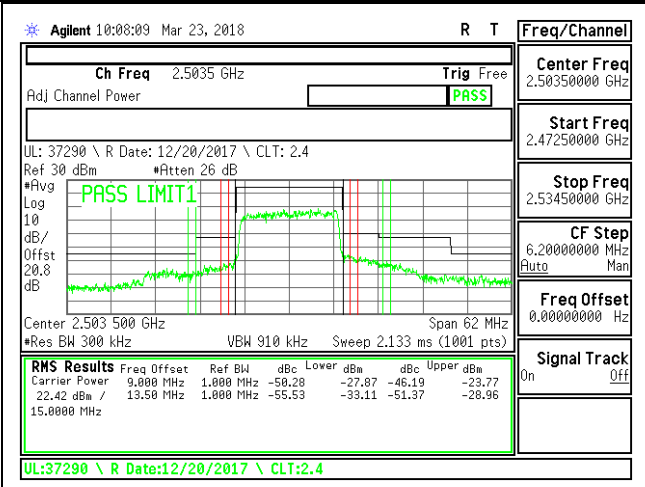 Agilent 10:08:09 Mar 23, 2018 R T
Freq/Channel
Ch Freq 2.5035 GHz Trig Free
Adj Channel Power PASS
UL: 37290 \ R Date: 12/20/2017 \ CLT: 2.4
Ref 30 dBm #Atten 26 dB
#Avg
Log
10
dB/
Offst
20.8
dB
PASS LIMIT1
Center 2.503 500 GHz Span 62 MHz
#Res BW 300 kHz VBW 910 kHz Sweep 2.133 ms (1001 pts)
RMS Results Freq Offset Ref BW dBc Lower dBm dBc Upper dBm
Carrier Power 9.000 MHz 1.000 MHz -50.28 -27.87 -46.19 -23.77
22.42 dBm / 13.50 MHz 1.000 MHz -55.53 -33.11 -51.37 -28.96
15.0000 MHz
UL:37290 \ R Date:12/20/2017 \ CLT:2.4
Center Freq
2.50350000 GHz
Start Freq
2.47250000 GHz
Stop Freq
2.53450000 GHz
CF Step
6.20000000 MHz
Auto Man
Freq Offset
0.00000000 Hz
Signal Track
On Off